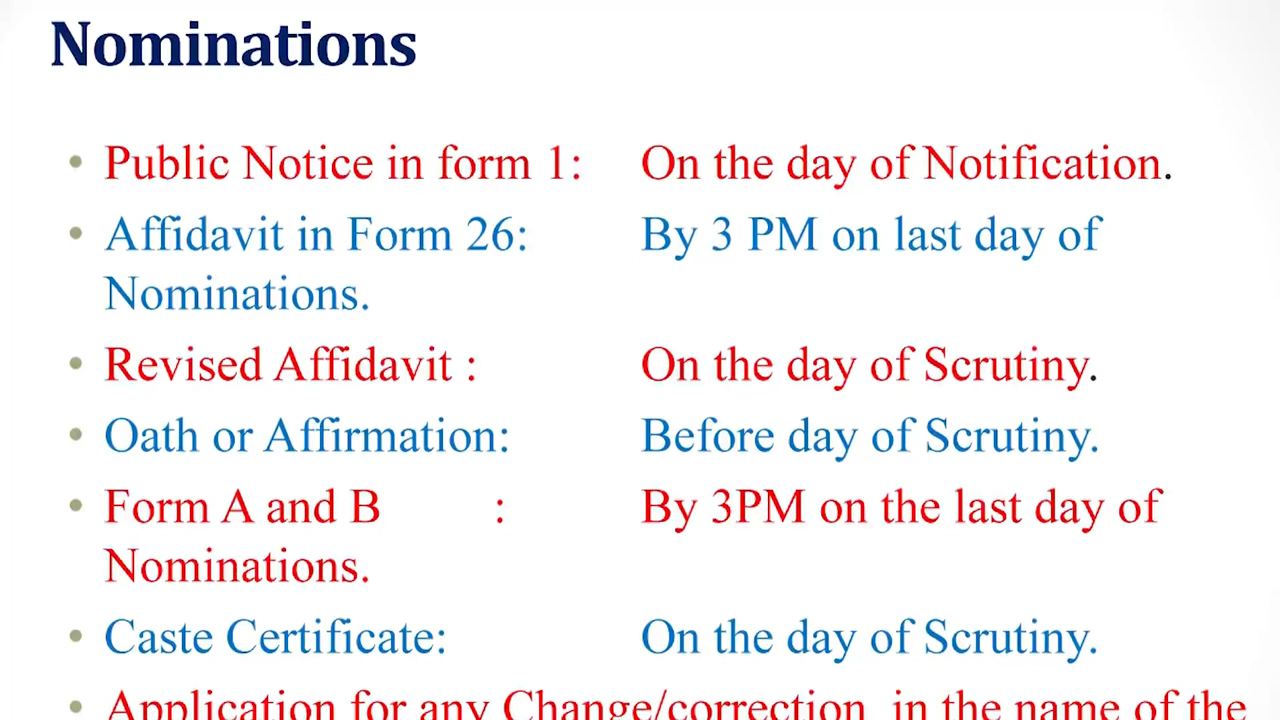 Nominations
• Public Notice in form 1: On the day of Notification.
• Affidavit in Form 26: By 3 PM on last day of
Nominations.
• Revised Affidavit : On the day of Scrutiny.
• Oath or Affirmation: Before day of Scrutiny.
• Form A and B : By 3PM on the last day of
Nominations.
• Caste Certificate: On the day of Scrutiny.
• Application for any Change/correction in the name of the